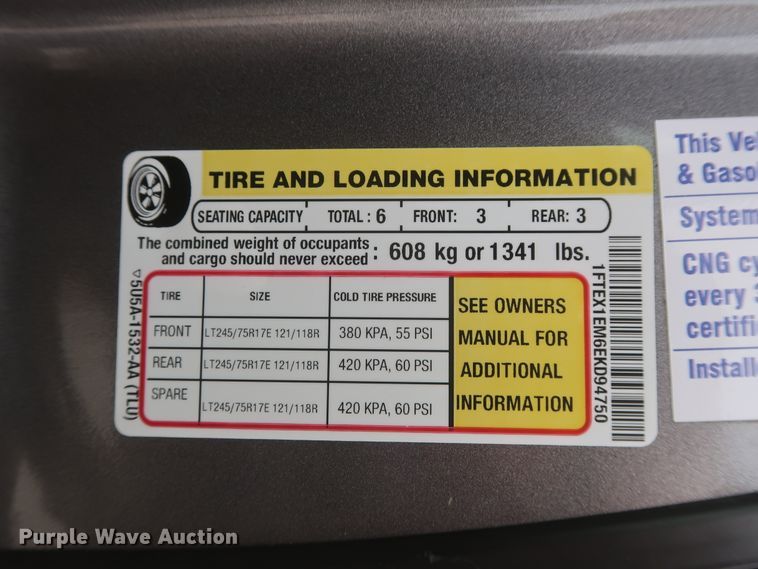 TIRE AND LOADING INFORMATION
SEATING CAPACITY TOTAL : 6 FRONT: 3 REAR: 3
The combined weight of occupants
and cargo should never exceed : 608 kg or 1341 lbs.
TIRE SIZE COLD TIRE PRESSURE
FRONT LT245/75R17E 121/118R 380 KPA, 55 PSI
REAR LT245/75R17E 121/118R 420 KPA, 60 PSI
SPARE LT245/75R17E 121/118R 420 KPA, 60 PSI
SEE OWNERS
MANUAL FOR
ADDITIONAL
INFORMATION
5U5A-1532-AA (TLU)
1FTEX1EM6EKD94750
This Ve
& Gaso
System
CNG cy
every
certifi
Install
Purple Wave Auction